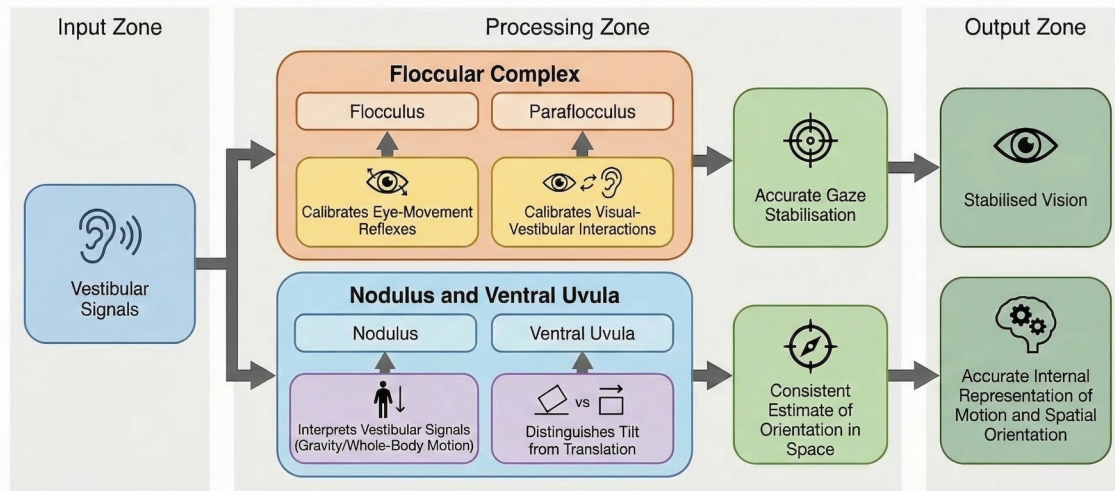 Input Zone
Processing Zone
Output Zone
Vestibular
Signals
Floccular Complex
Flocculus
Paraflocculus
Calibrates Eye-Movement
Reflexes
Calibrates Visual-
Vestibular Interactions
Accurate Gaze
Stabilisation
Stabilised Vision
Nodulus and Ventral Uvula
Nodulus
Ventral Uvula
Interprets Vestibular Signals
(Gravity/Whole-Body Motion)
vs
Distinguishes Tilt
from Translation
Consistent
Estimate of
Orientation in
Space
Accurate Internal
Representation of
Motion and Spatial
Orientation